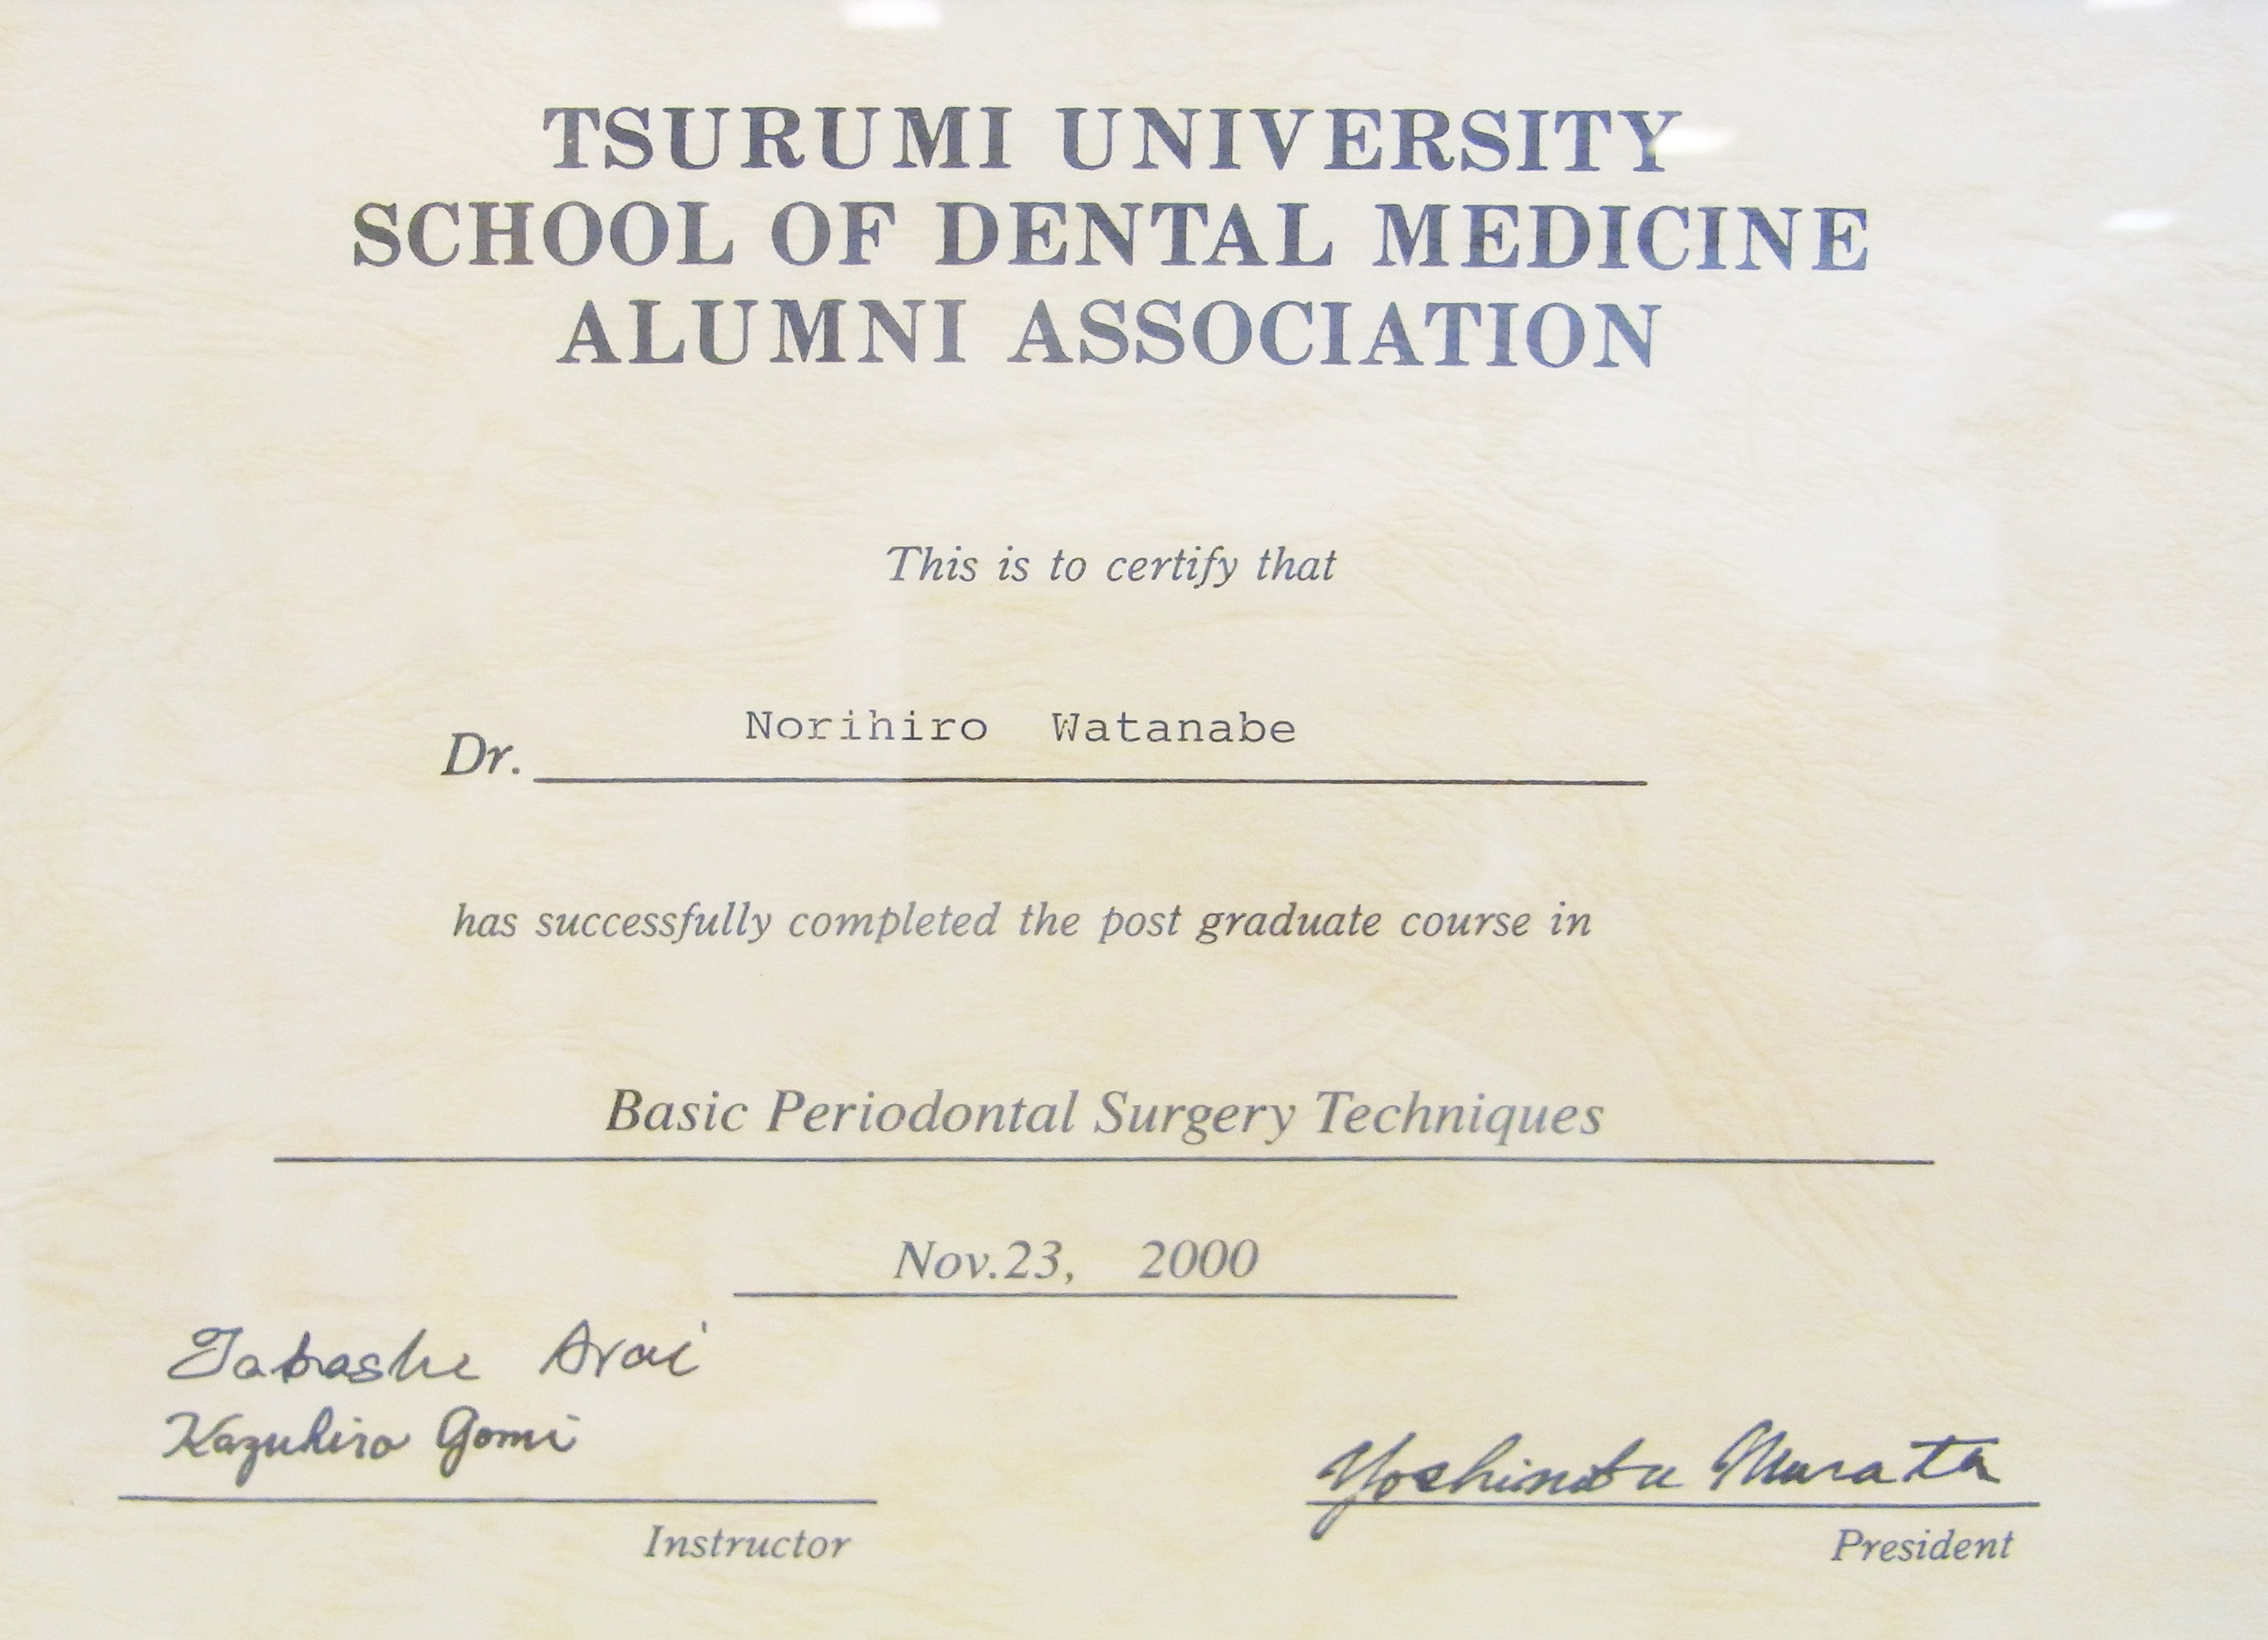 TSURUMI UNIVERSITY
SCHOOL OF DENTAL MEDICINE
ALUMNI ASSOCIATION
This is to certify that
Dr. Norihiro Watanabe
has successfully completed the post graduate course in
Basic Periodontal Surgery Techniques
Nov.23, 2000
Arai
Kazuhiro Gomi
Yoshinobu Murata
Instructor
President